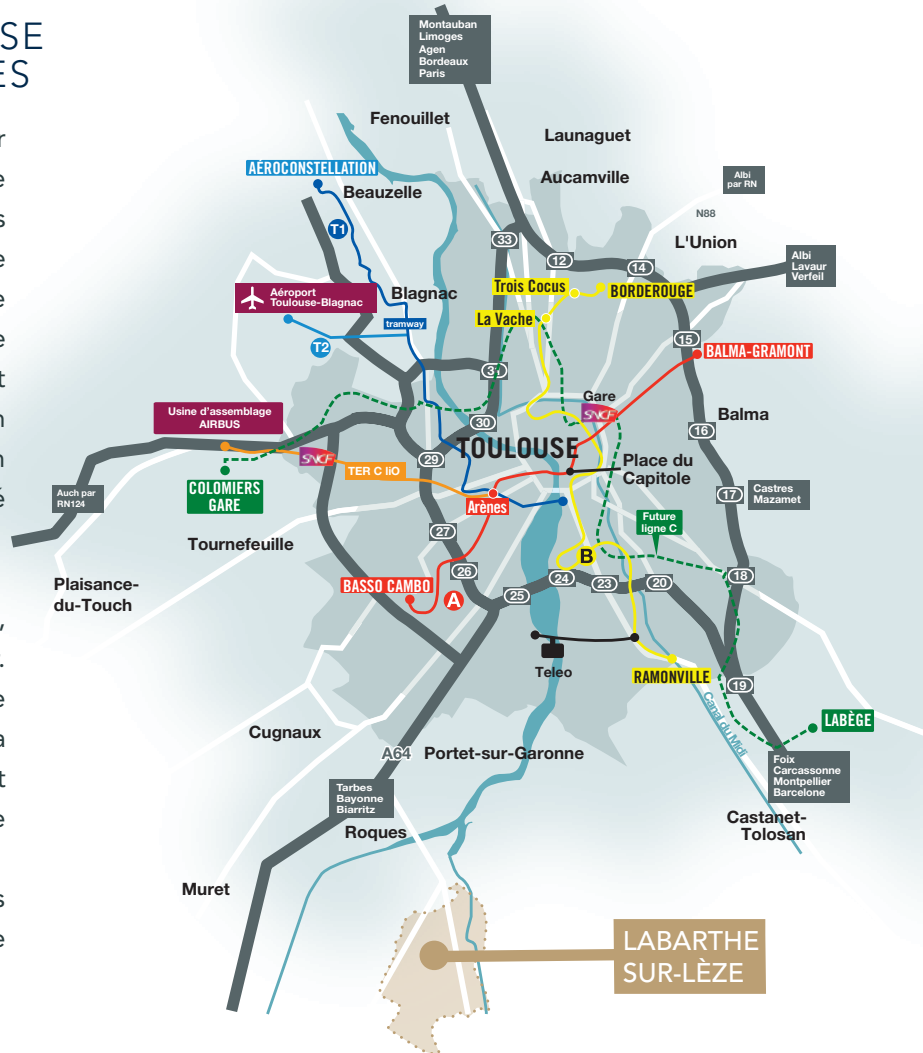 SE
ES
r
e
s
e
e
e
t
n
n
é
,
.
e
a
t
e
s
e
Montauban
Limoges
Agen
Bordeaux
Paris
Fenouillet
Launaguet
Aucamville
AÉROCONSTELLATION
Beauzelle
Albi
par RN
N88
L'Union
T1
33
12
14
Albi
Lavaur
Verfeil
Aéroport
Toulouse-Blagnac
Blagnac
Trois Cocus
BORDEROUGE
La Vache
tramway
T2
15
BALMA-GRAMONT
31
Usine d'assemblage
AIRBUS
Gare
SNCF
Balma
30
16
TOULOUSE
SNCF
29
TER C liO
Place du
Capitole
COLOMIERS
GARE
Auch par
RN124
Arènes
17
Castres
Mazamet
27
Future
ligne C
Tournefeuille
B
Plaisance-
du-Touch
26
24
23
20
18
BASSO CAMBO
A
25
Teleo
RAMONVILLE
19
Canal du Midi
LABÈGE
Cugnaux
A64
Portet-sur-Garonne
Foix
Carcassonne
Montpellier
Barcelone
Tarbes
Bayonne
Biarritz
Castanet-
Tolosan
Roques
Muret
LABARTHE
SUR-LÈZE